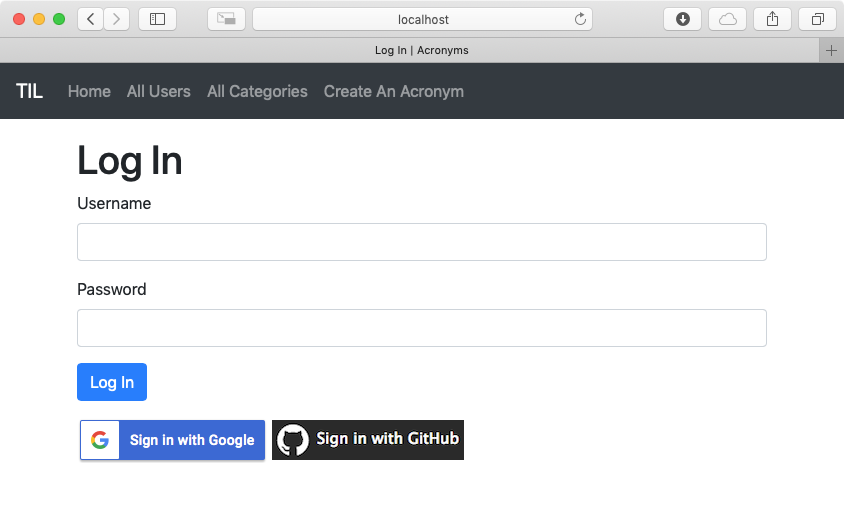 localhost
Log In | Acronyms
TIL Home All Users All Categories Create An Acronym
Log In
Username
Password
Log In
Sign in with Google Sign in with GitHub